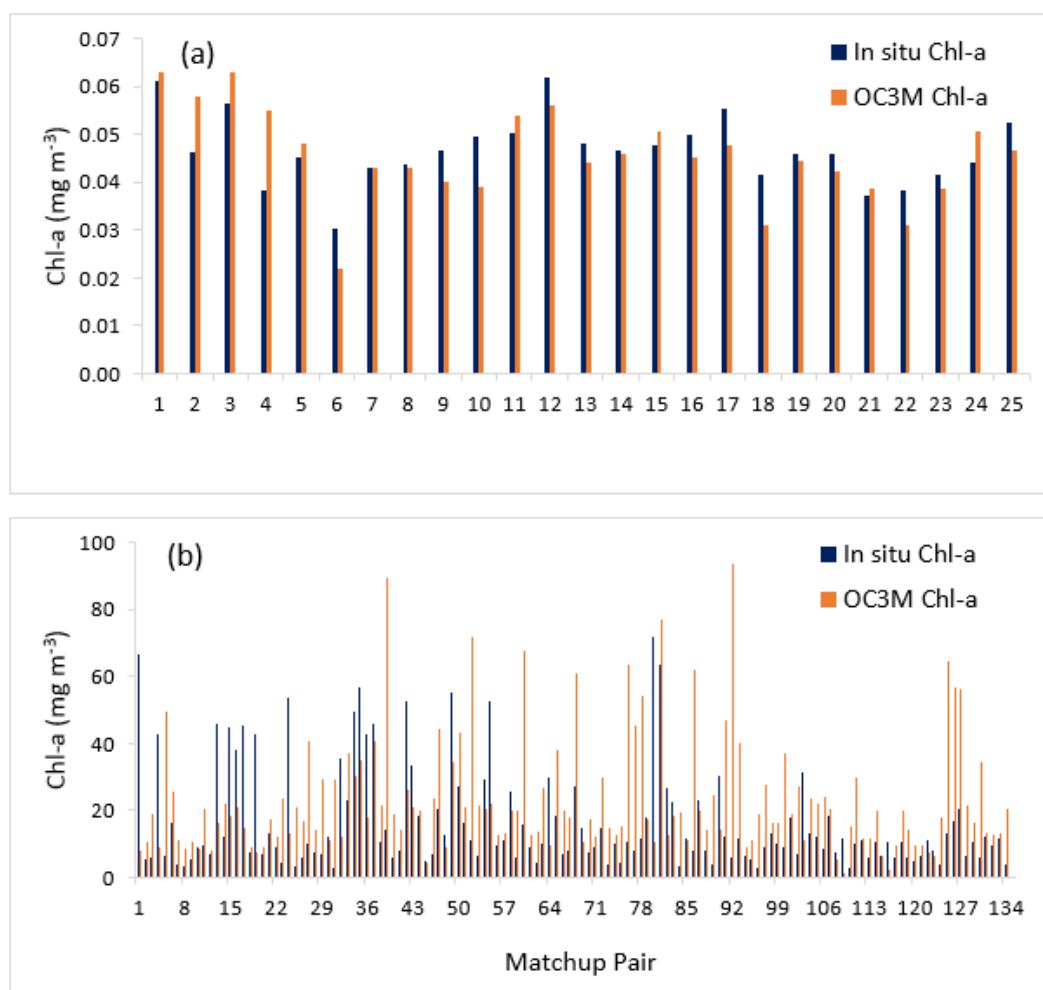 (a)
In situ Chl-a
OC3M Chl-a
Chl-a (mg m⁻³)
0.07
0.06
0.05
0.04
0.03
0.02
0.01
0.00
1 2 3 4 5 6 7 8 9 10 11 12 13 14 15 16 17 18 19 20 21 22 23 24 25
(b)
In situ Chl-a
OC3M Chl-a
Chl-a (mg m⁻³)
100
80
60
40
20
0
1 8 15 22 29 36 43 50 57 64 71 78 85 92 99 106 113 120 127 134
Matchup Pair